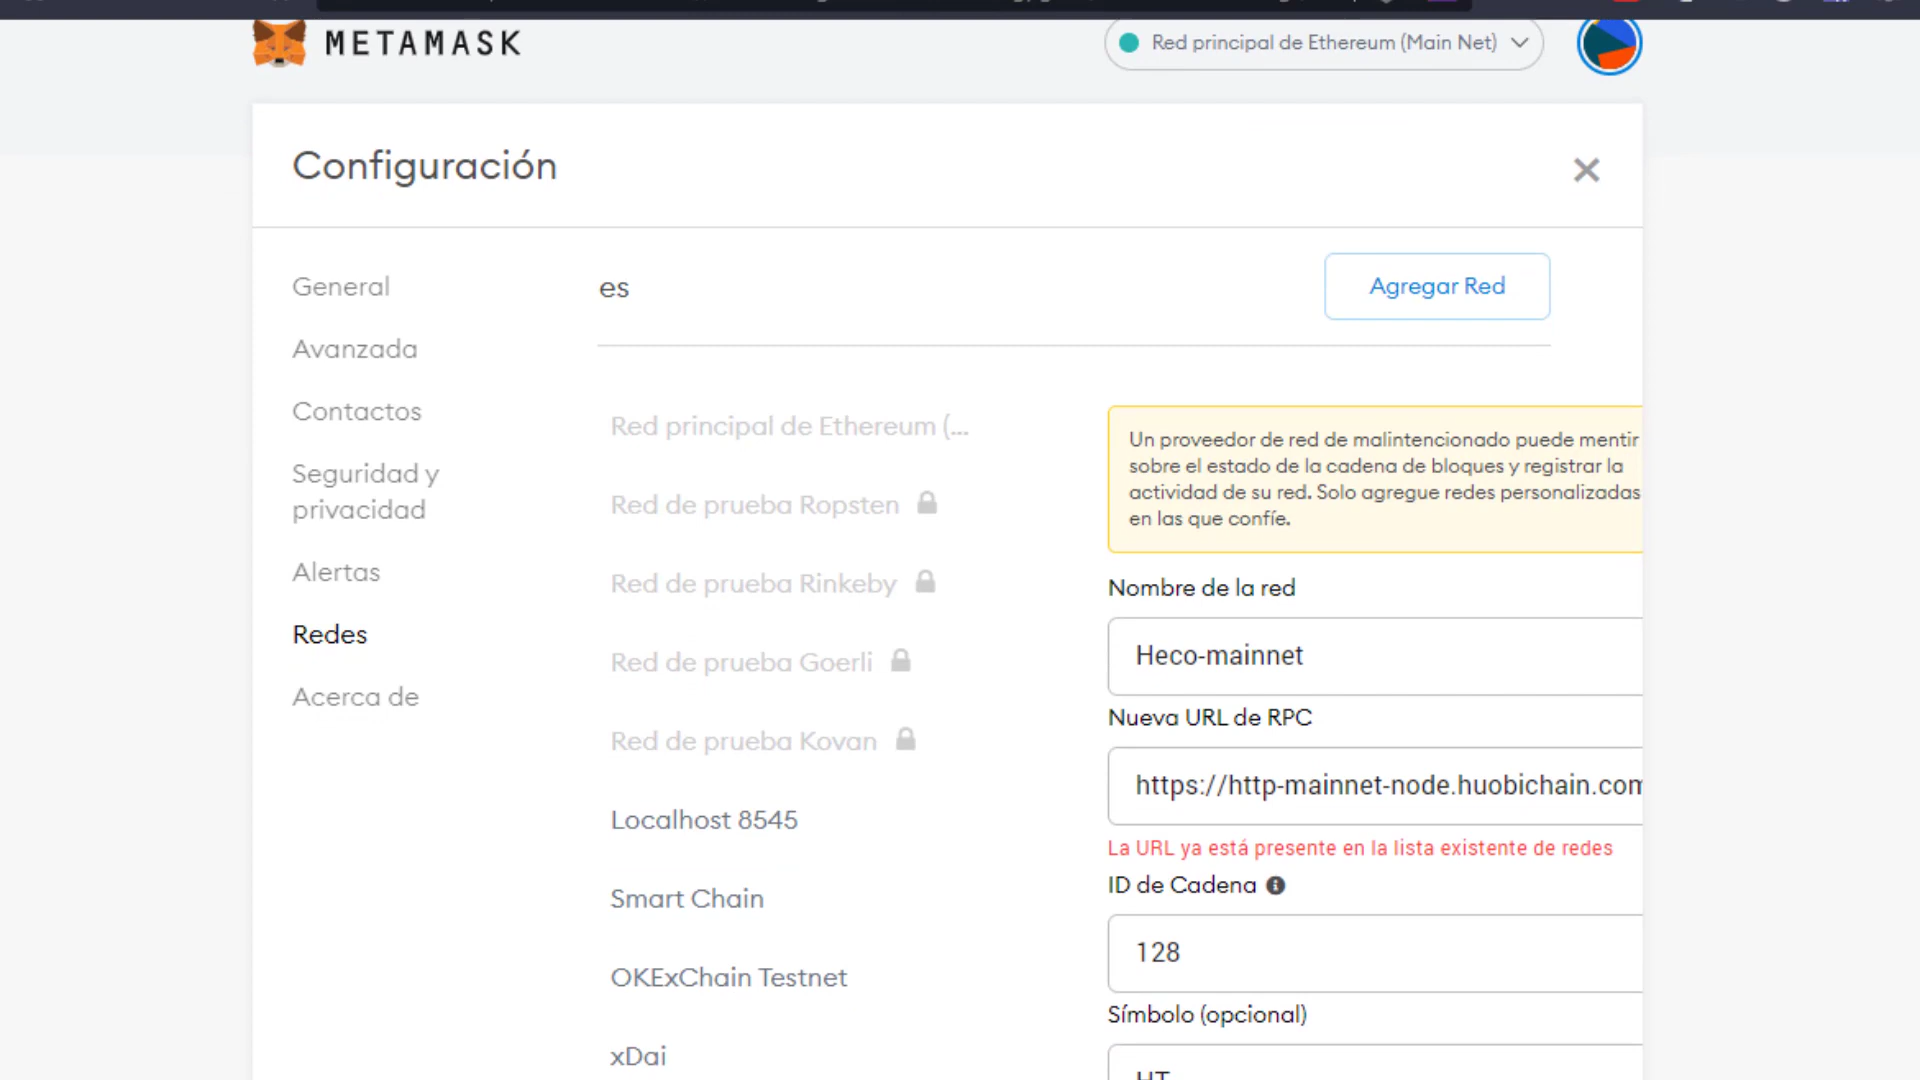 METAMASK
Red principal de Ethereum (Main Net)
Configuración
General
Avanzada
Contactos
Seguridad y
privacidad
Alertas
Redes
Acerca de
es
Agregar Red
Red principal de Ethereum (...
Red de prueba Ropsten
Red de prueba Rinkeby
Red de prueba Goerli
Red de prueba Kovan
Localhost 8545
Smart Chain
OKExChain Testnet
xDai
Un proveedor de red de malintencionado puede mentir
sobre el estado de la cadena de bloques y registrar la
actividad de su red. Solo agregue redes personalizadas
en las que confíe.
Nombre de la red
Heco-mainnet
Nueva URL de RPC
https://http-mainnet-node.huobichain.com
La URL ya está presente en la lista existente de redes
ID de Cadena
128
Símbolo (opcional)
HT